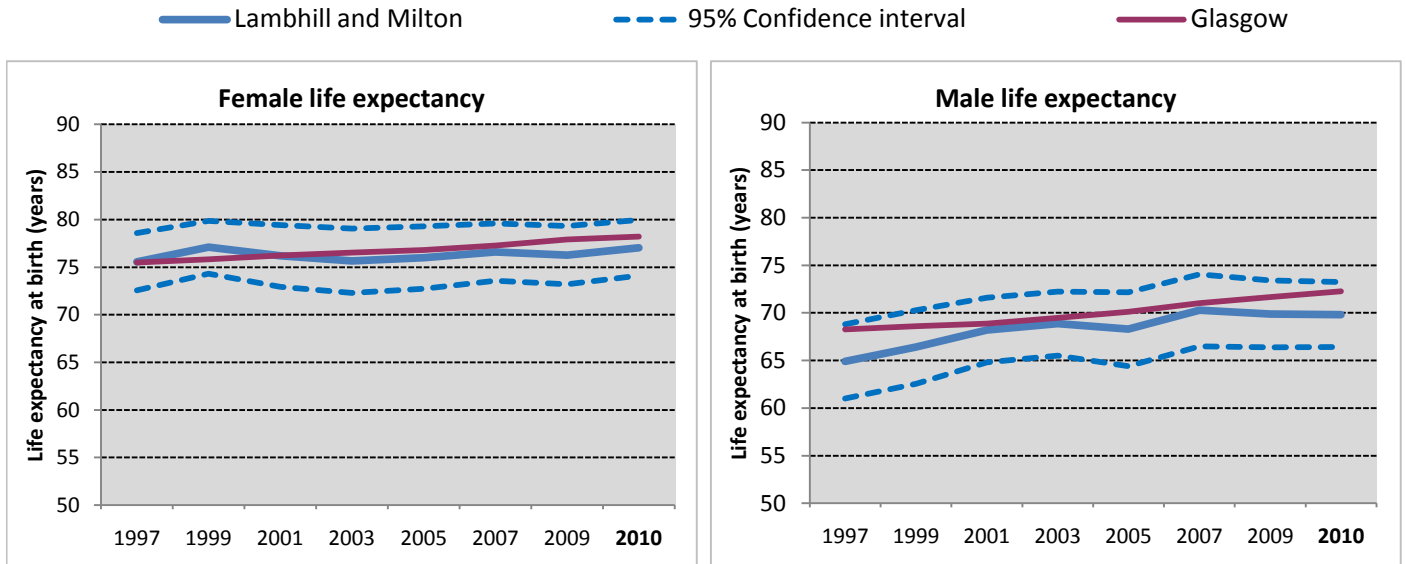 Lambhill and Milton 95% Confidence interval Glasgow
Female life expectancy
Life expectancy at birth (years)
90
85
80
75
70
65
60
55
50
1997 1999 2001 2003 2005 2007 2009 2010
Male life expectancy
Life expectancy at birth (years)
90
85
80
75
70
65
60
55
50
1997 1999 2001 2003 2005 2007 2009 2010